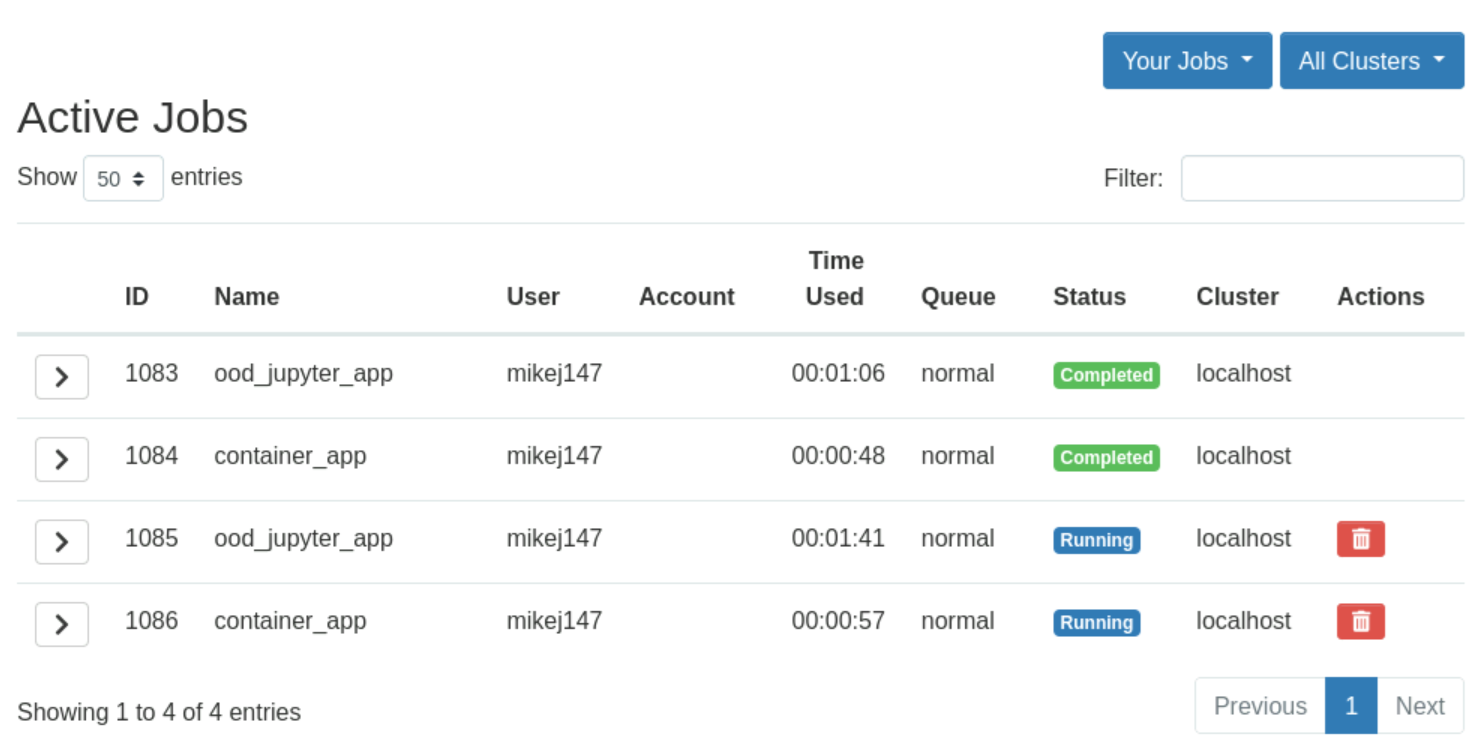 Your Jobs All Clusters
Active Jobs
Show 50 entries Filter:
ID Name User Account Time Used Queue Status Cluster Actions
1083 ood_jupyter_app mikej147 00:01:06 normal Completed localhost
1084 container_app mikej147 00:00:48 normal Completed localhost
1085 ood_jupyter_app mikej147 00:01:41 normal Running localhost
1086 container_app mikej147 00:00:57 normal Running localhost
Showing 1 to 4 of 4 entries Previous 1 Next